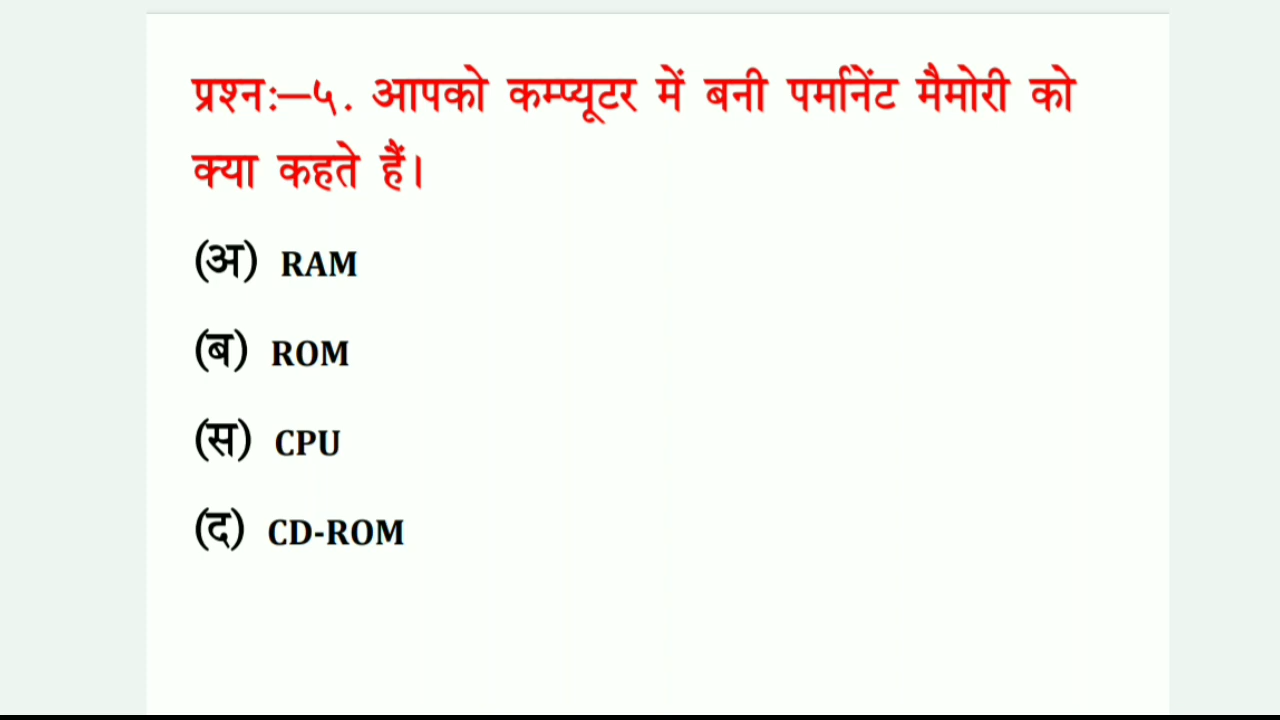 प्रश्नः–५. आपको कम्प्यूटर में बनी पर्मानेंट मैमोरी को
क्या कहते हैं।
(अ) RAM
(ब) ROM
(स) CPU
(द) CD-ROM